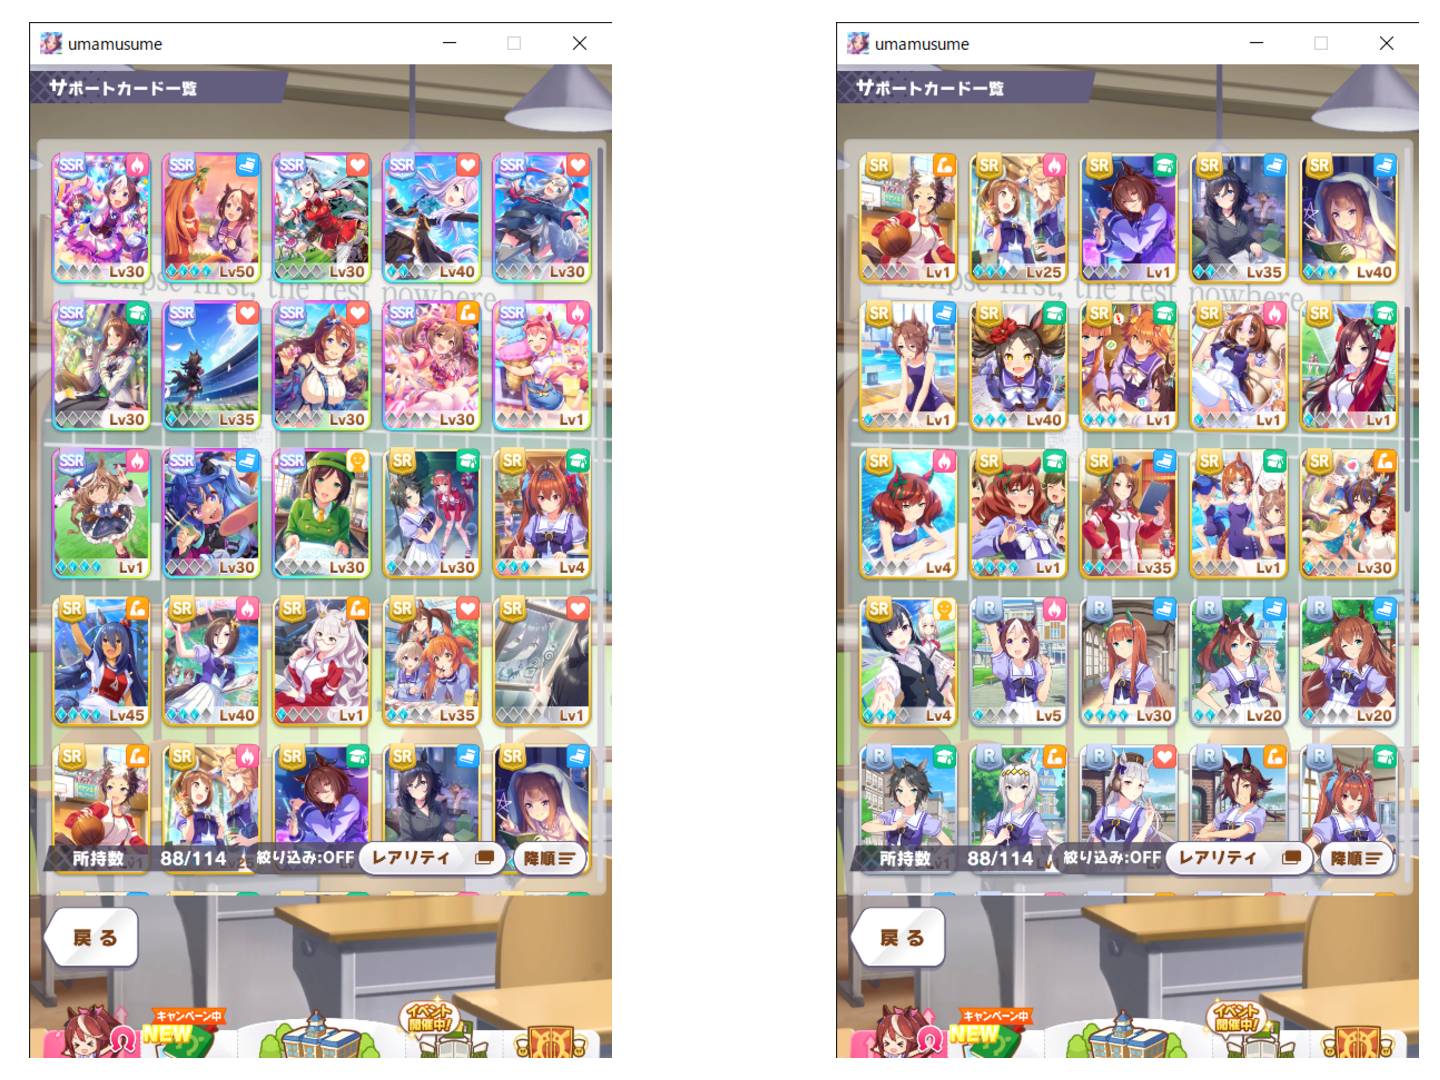 umamusume
サポートカード一覧
SSR SSR SSR SSR SSR
Lv30 Lv50 Lv30 Lv40 Lv30
Eclipse first, the rest nowhere
SSR SSR SSR SSR SSR
Lv30 Lv35 Lv30 Lv30 Lv1
SSR SSR SSR SR SR
Lv1 Lv30 Lv30 Lv30 Lv4
SR SR SR SR SR
Lv45 Lv40 Lv1 Lv35 Lv1
SR SR SR SR SR
所持数 88/114 絞り込み:OFF レアリティ 降順
戻る
キャンペーン中
NEW
イベント
開催中!
umamusume
サポートカード一覧
SR SR SR SR SR
Lv1 Lv25 Lv1 Lv35 Lv40
Eclipse first, the rest nowhere
SR SR SR SR SR
Lv1 Lv40 Lv1 Lv1 Lv1
SR SR SR SR SR
Lv4 Lv1 Lv35 Lv1 Lv30
SR R R R R
Lv4 Lv5 Lv30 Lv20 Lv20
R R R R R
所持数 88/114 絞り込み:OFF レアリティ 降順
戻る
キャンペーン中
NEW
イベント
開催中!